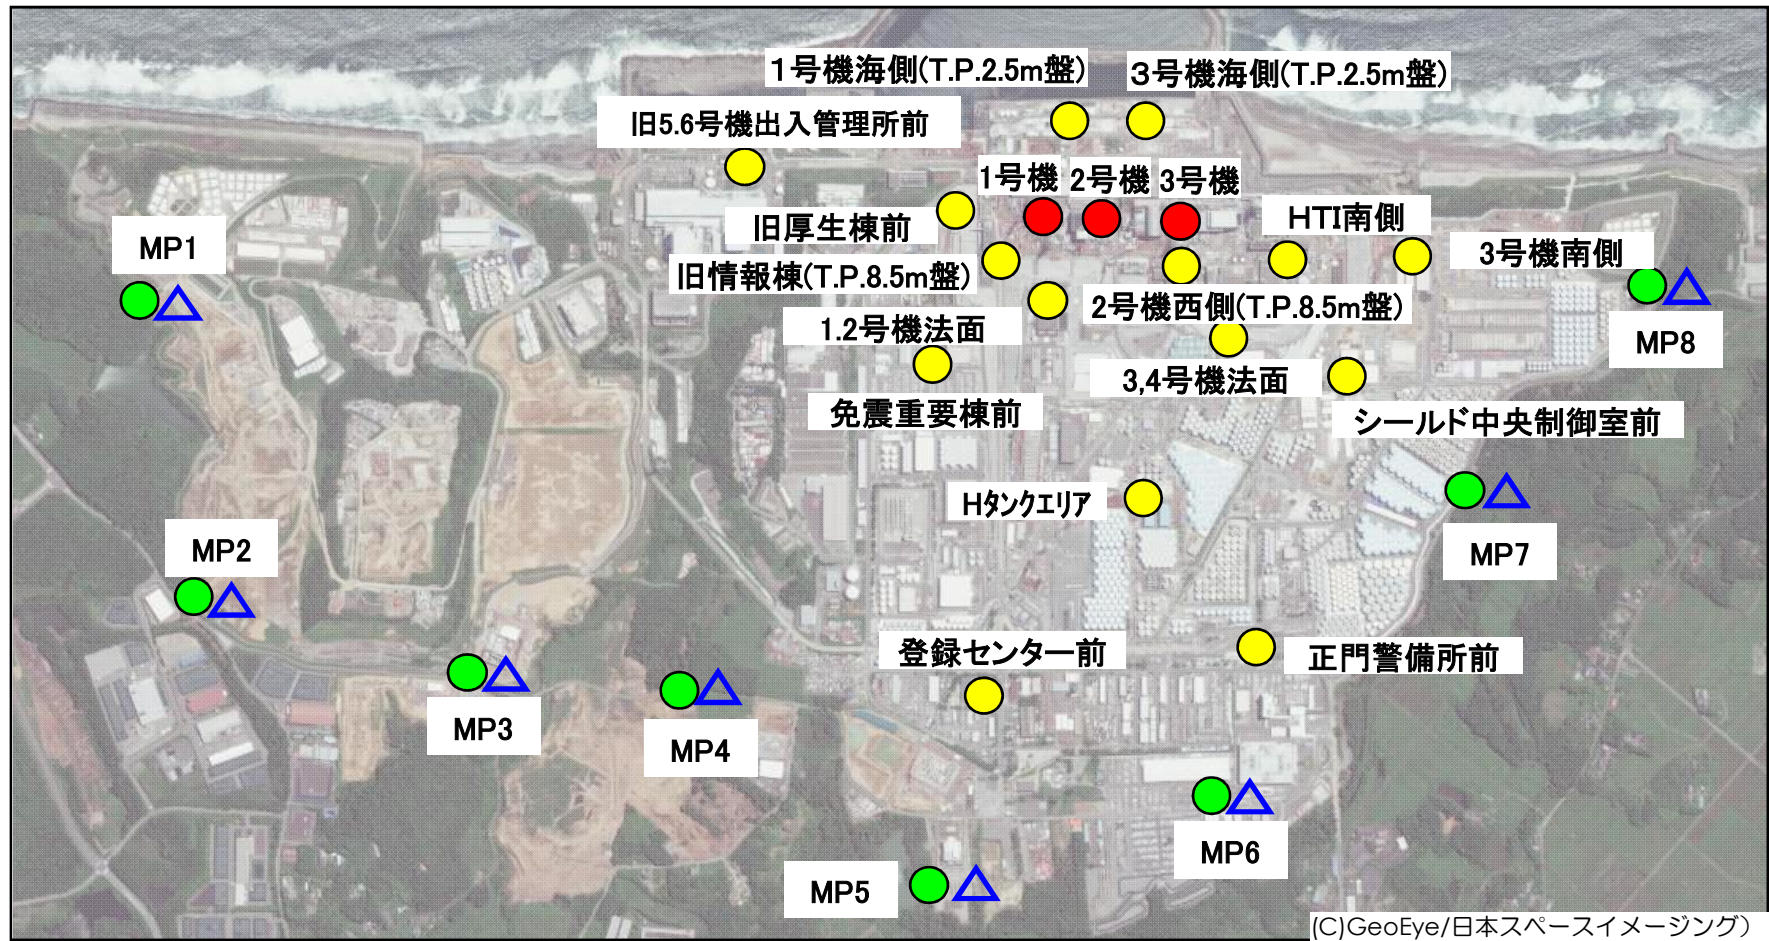 １号機海側(T.P.2.5m盤)
３号機海側(T.P.2.5m盤)
旧5.6号機出入管理所前
1号機
2号機
3号機
旧厚生棟前
HTI南側
MP1
3号機南側
旧情報棟(T.P.8.5m盤)
2号機西側(T.P.8.5m盤)
1.2号機法面
MP8
3,4号機法面
免震重要棟前
シールド中央制御室前
Hタンクエリア
MP2
MP7
登録センター前
正門警備所前
MP3
MP4
MP6
MP5
(C)GeoEye/日本スペースイメージング）